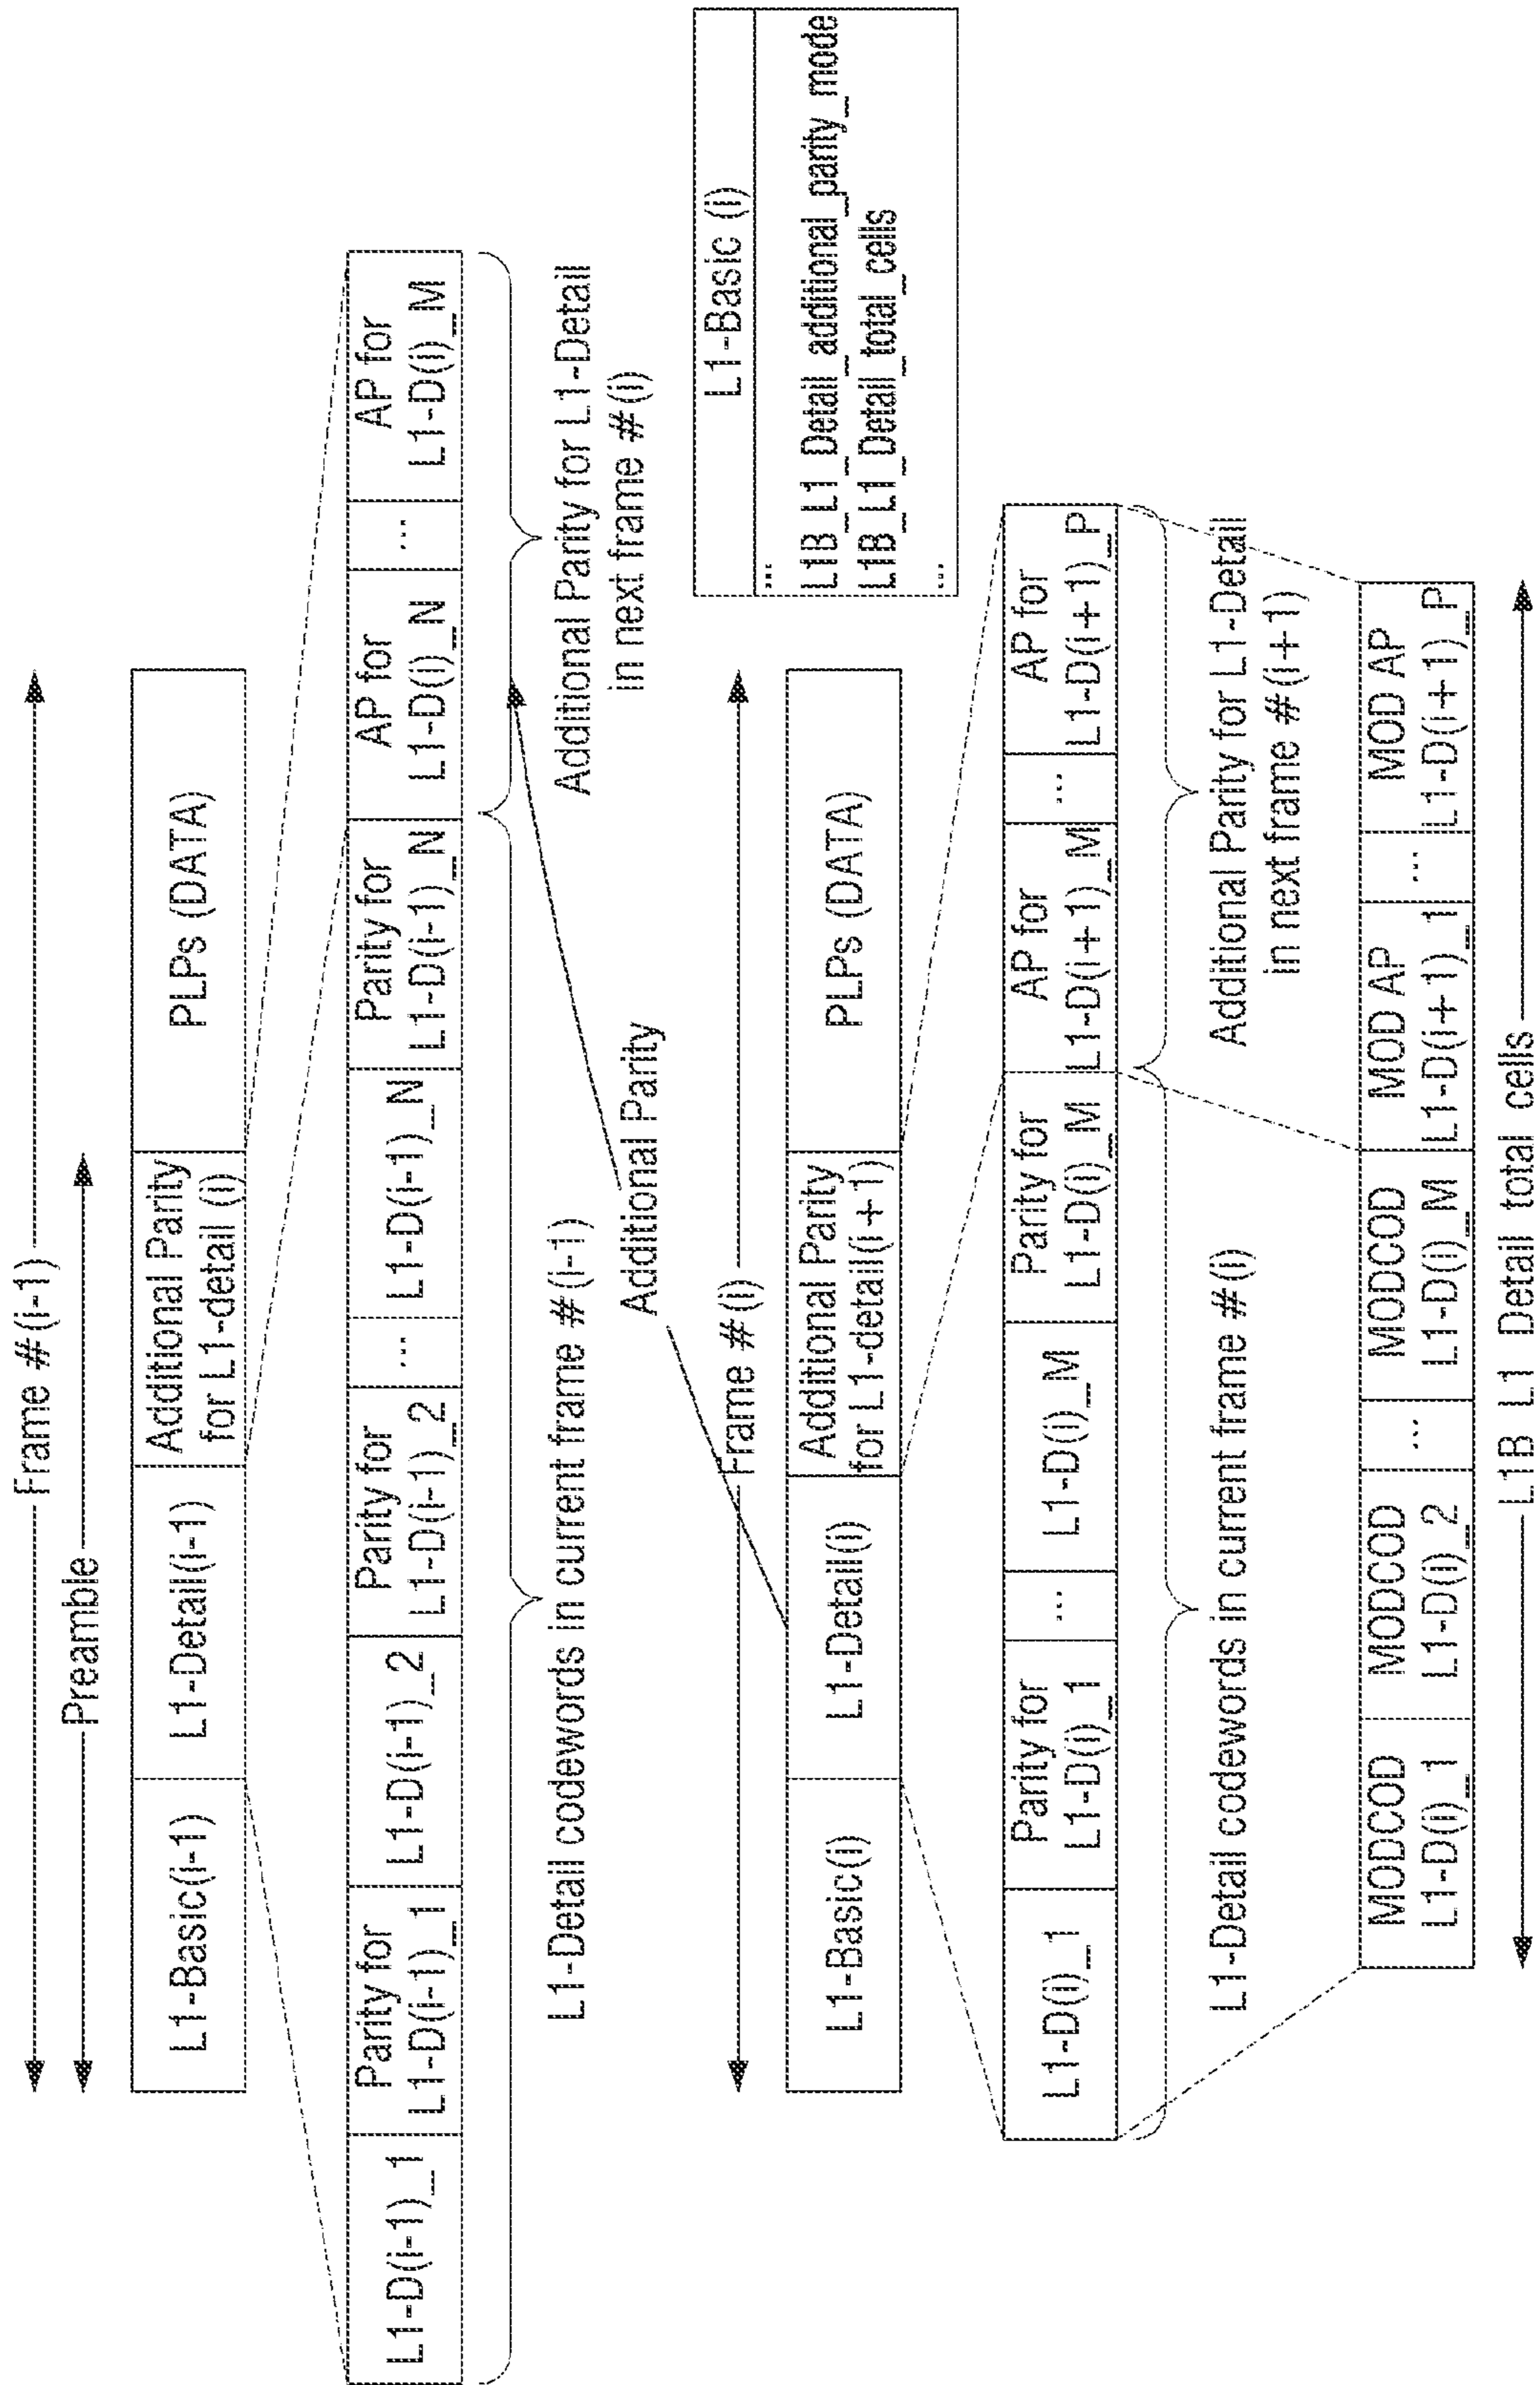 Frame #(i-1)
Preamble
L1-Basic(i-1)
L1-Detail(i-1)
Additional Parity
for L1-detail (i)
PLPs (DATA)
L1-D(i-1)_1
Parity for
L1-D(i-1)_1
L1-D(i-1)_2
Parity for
L1-D(i-1)_2
...
L1-D(i-1)_N
Parity for
L1-D(i-1)_N
AP for
L1-D(i)_N
...
AP for
L1-D(i)_M
L1-Detail codewords in current frame #(i-1)
Additional Parity for L1-Detail
in next frame #(i)
Additional Parity
L1-Basic (i)
...
L1B_L1_Detail_additional_parity_mode
L1B_L1_Detail_total_cells
...
Frame #(i)
L1-Basic(i)
L1-Detail(i)
Additional Parity
for L1-detail(i+1)
PLPs (DATA)
L1-D(i)_1
Parity for
L1-D(i)_1
...
L1-D(i)_M
Parity for
L1-D(i)_M
AP for
L1-D(i+1)_M
...
AP for
L1-D(i+1)_P
L1-Detail codewords in current frame #(i)
Additional Parity for L1-Detail
in next frame #(i+1)
MODCOD
L1-D(i)_1
MODCOD
L1-D(i)_2
...
MODCOD
L1-D(i)_M
MOD AP
L1-D(i+1)_1
...
MOD AP
L1-D(i+1)_P
L1B_L1_Detail_total_cells